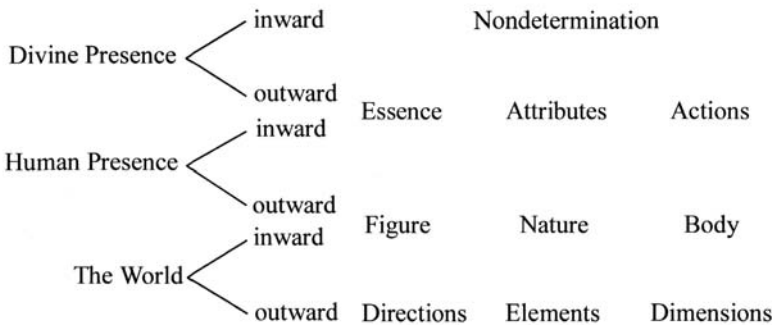 inward Nondetermination
Divine Presence
outward
Essence Attributes Actions
inward
Human Presence
outward
Figure Nature Body
inward
The World
outward Directions Elements Dimensions